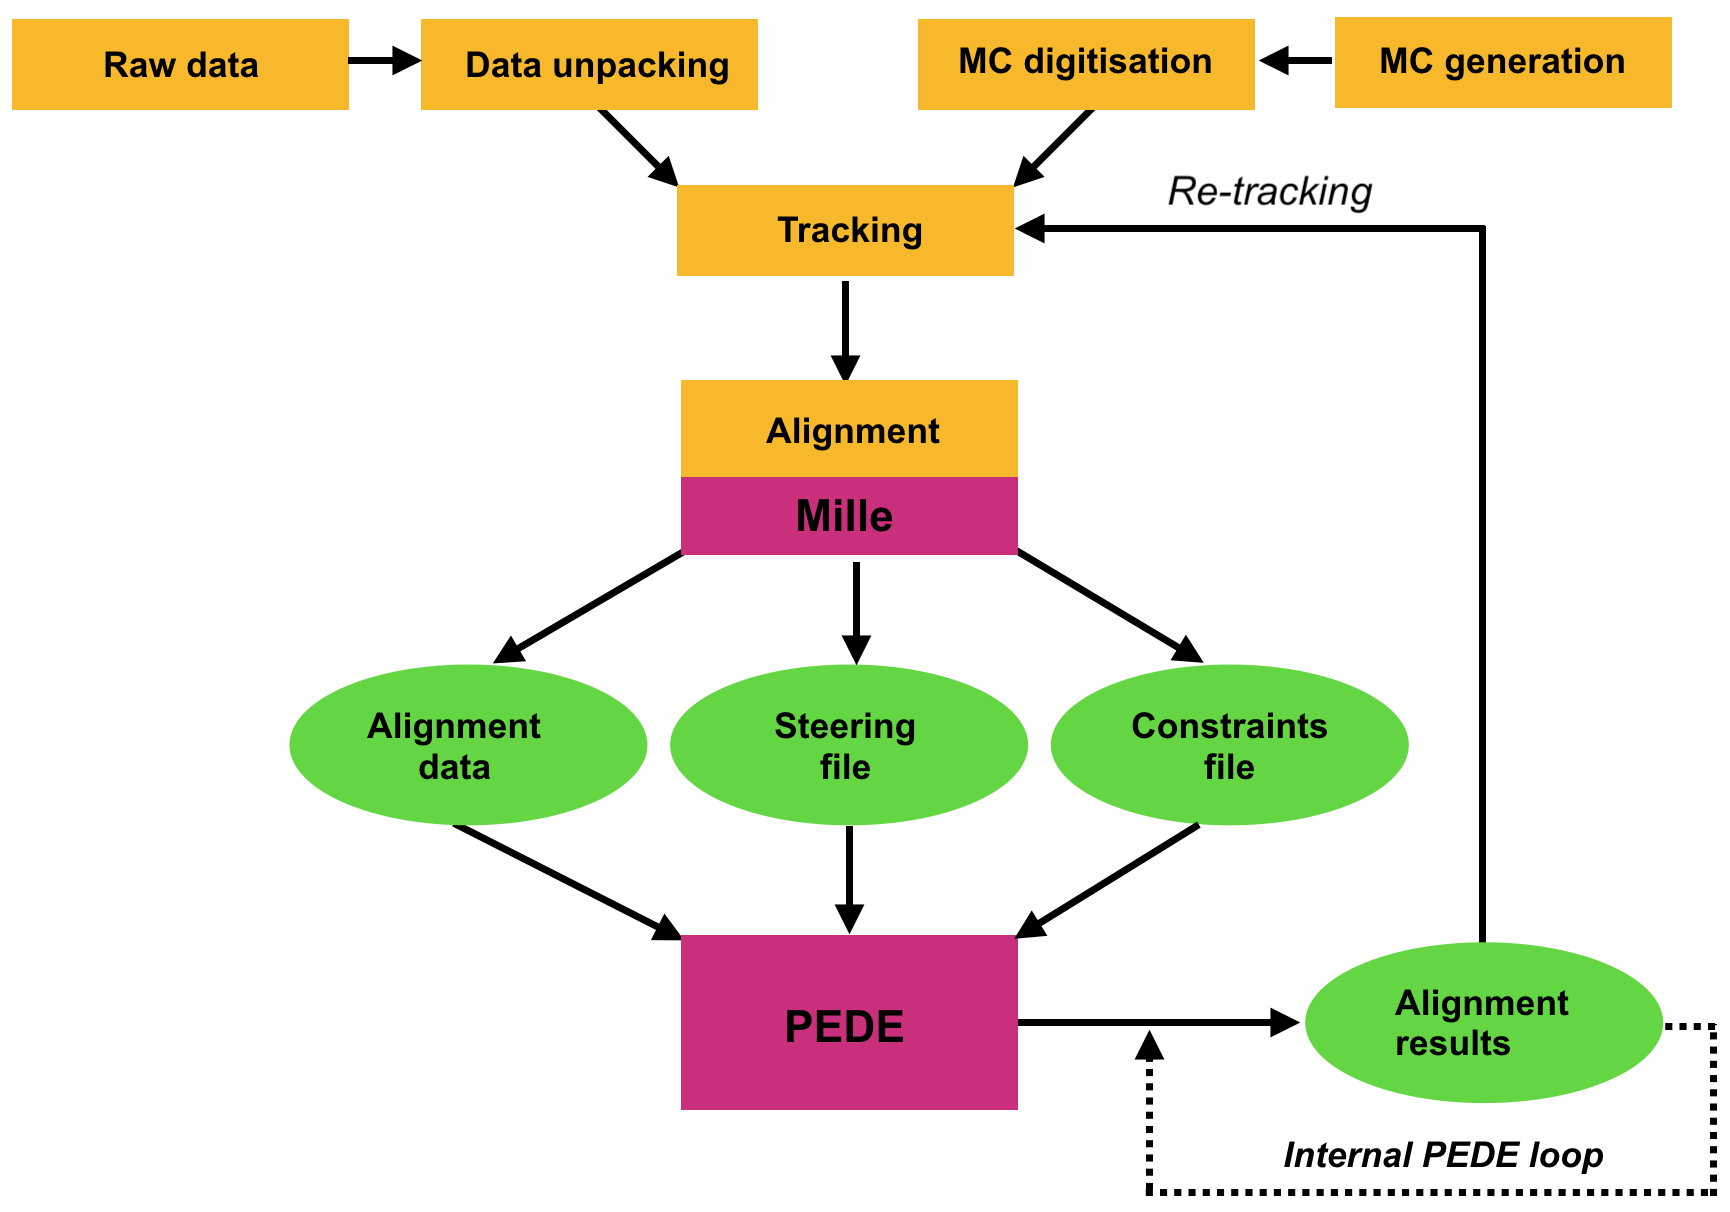 Raw data
Data unpacking
MC digitisation
MC generation
Re-tracking
Tracking
Alignment
Mille
Alignment
data
Steering
file
Constraints
file
PEDE
Alignment
results
Internal PEDE loop